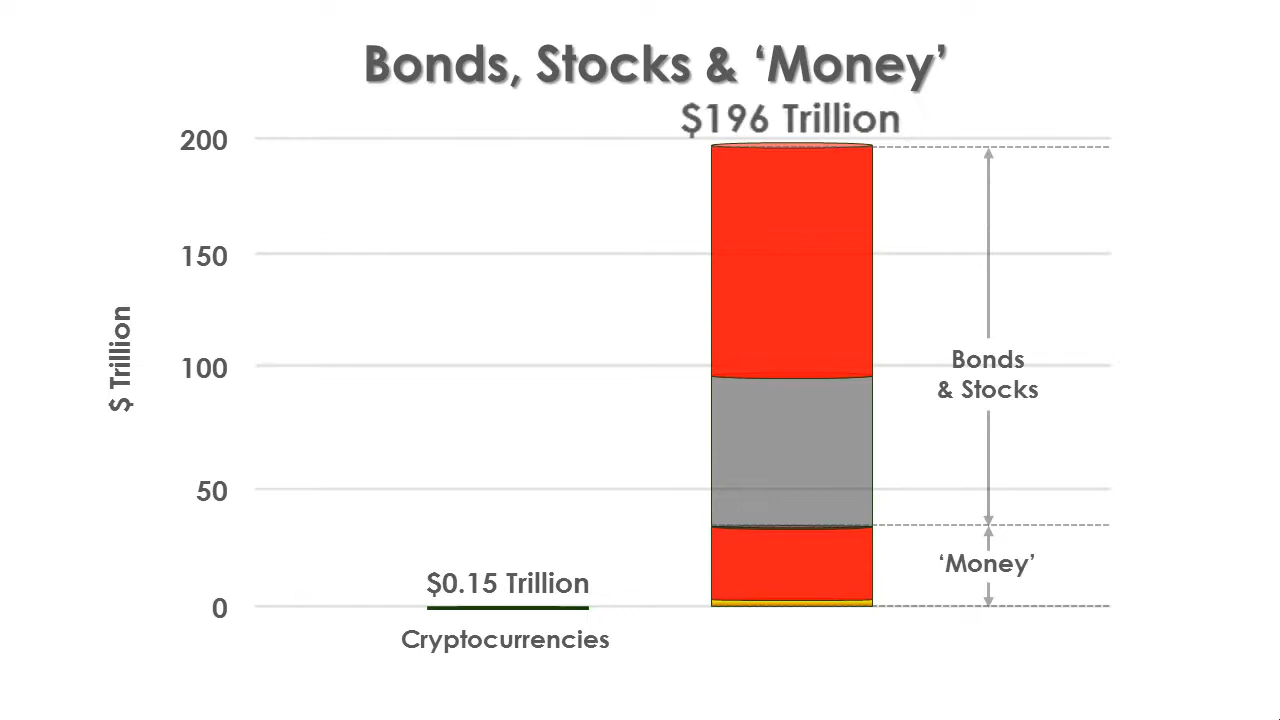 Bonds, Stocks & ‘Money’
$196 Trillion
200
150
100
50
0
$ Trillion
Bonds
& Stocks
‘Money’
$0.15 Trillion
Cryptocurrencies